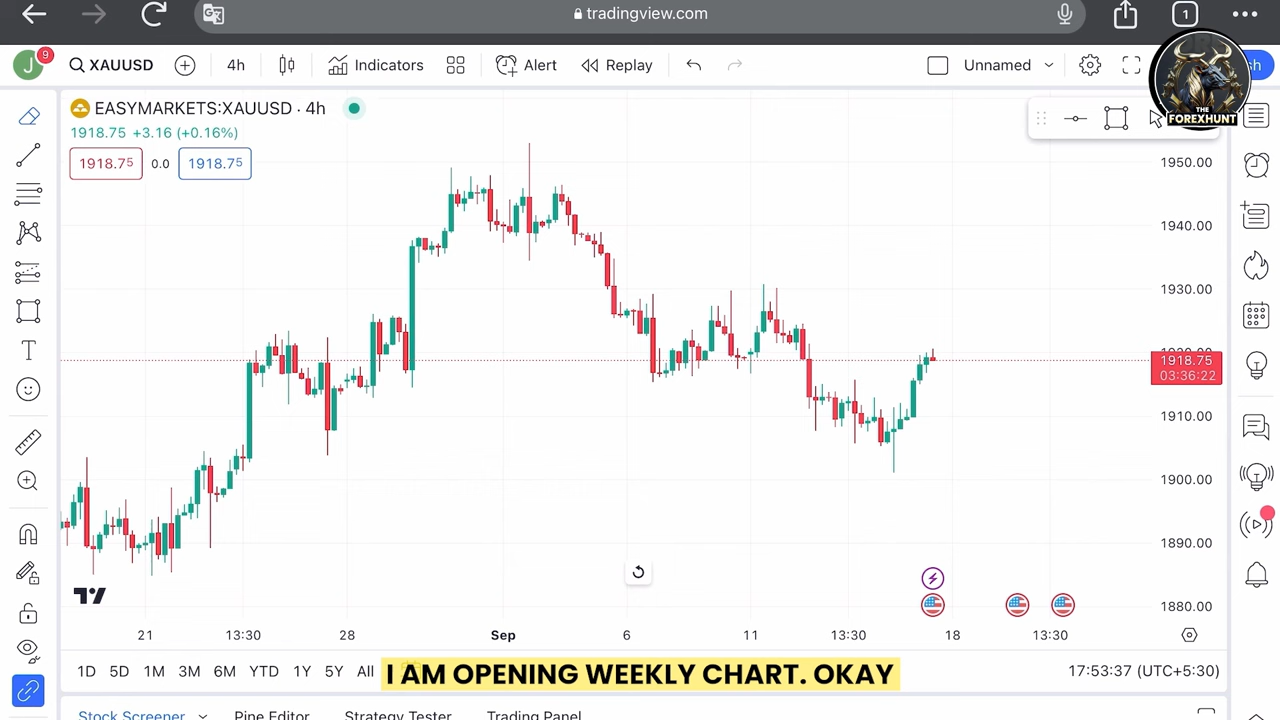 tradingview.com
1
J
9
XAUUSD
4h
Indicators
Alert
Replay
Unnamed
sh
THE
FOREXHUNT
EASYMARKETS:XAUUSD · 4h
1918.75 +3.16 (+0.16%)
1918.75
0.0
1918.75
1950.00
1940.00
1930.00
1918.75
03:36:22
1910.00
1900.00
1890.00
1880.00
21
13:30
28
Sep
6
11
13:30
18
13:30
1D
5D
1M
3M
6M
YTD
1Y
5Y
All
I AM OPENING WEEKLY CHART. OKAY
17:53:37 (UTC+5:30)
Stock Screener
Pine Editor
Strategy Tester
Trading Panel